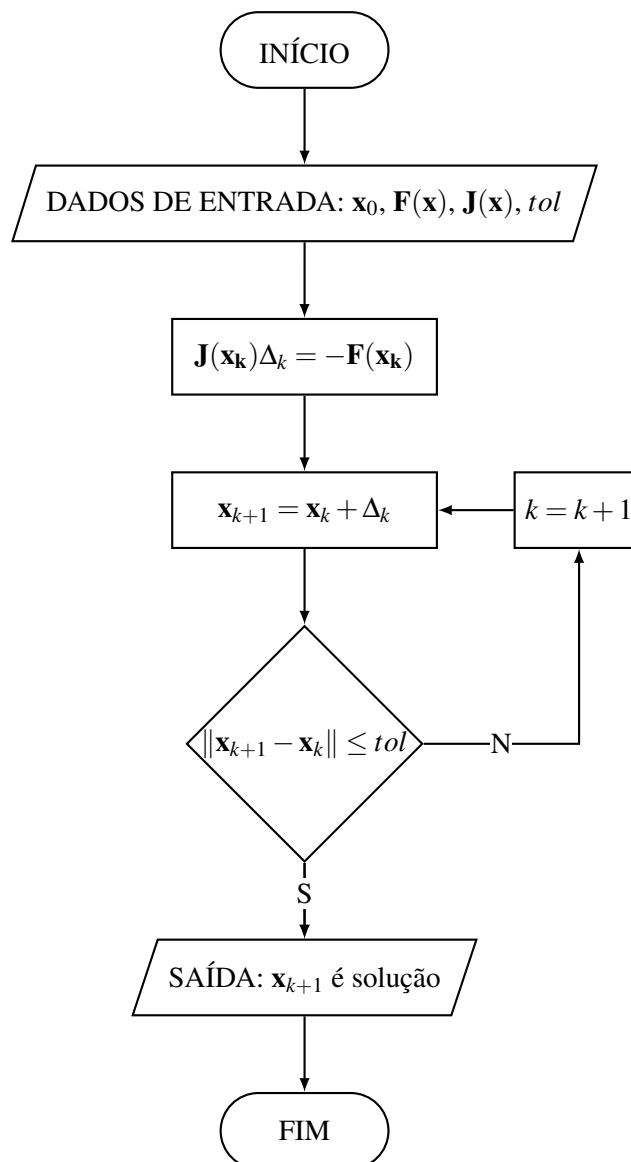 INÍCIO
DADOS DE ENTRADA: x₀, F(x), J(x), tol
J(xₖ)Δₖ = −F(xₖ)
xₖ₊₁ = xₖ + Δₖ
k = k + 1
‖xₖ₊₁ − xₖ‖ ≤ tol
N
S
SAÍDA: xₖ₊₁ é solução
FIM